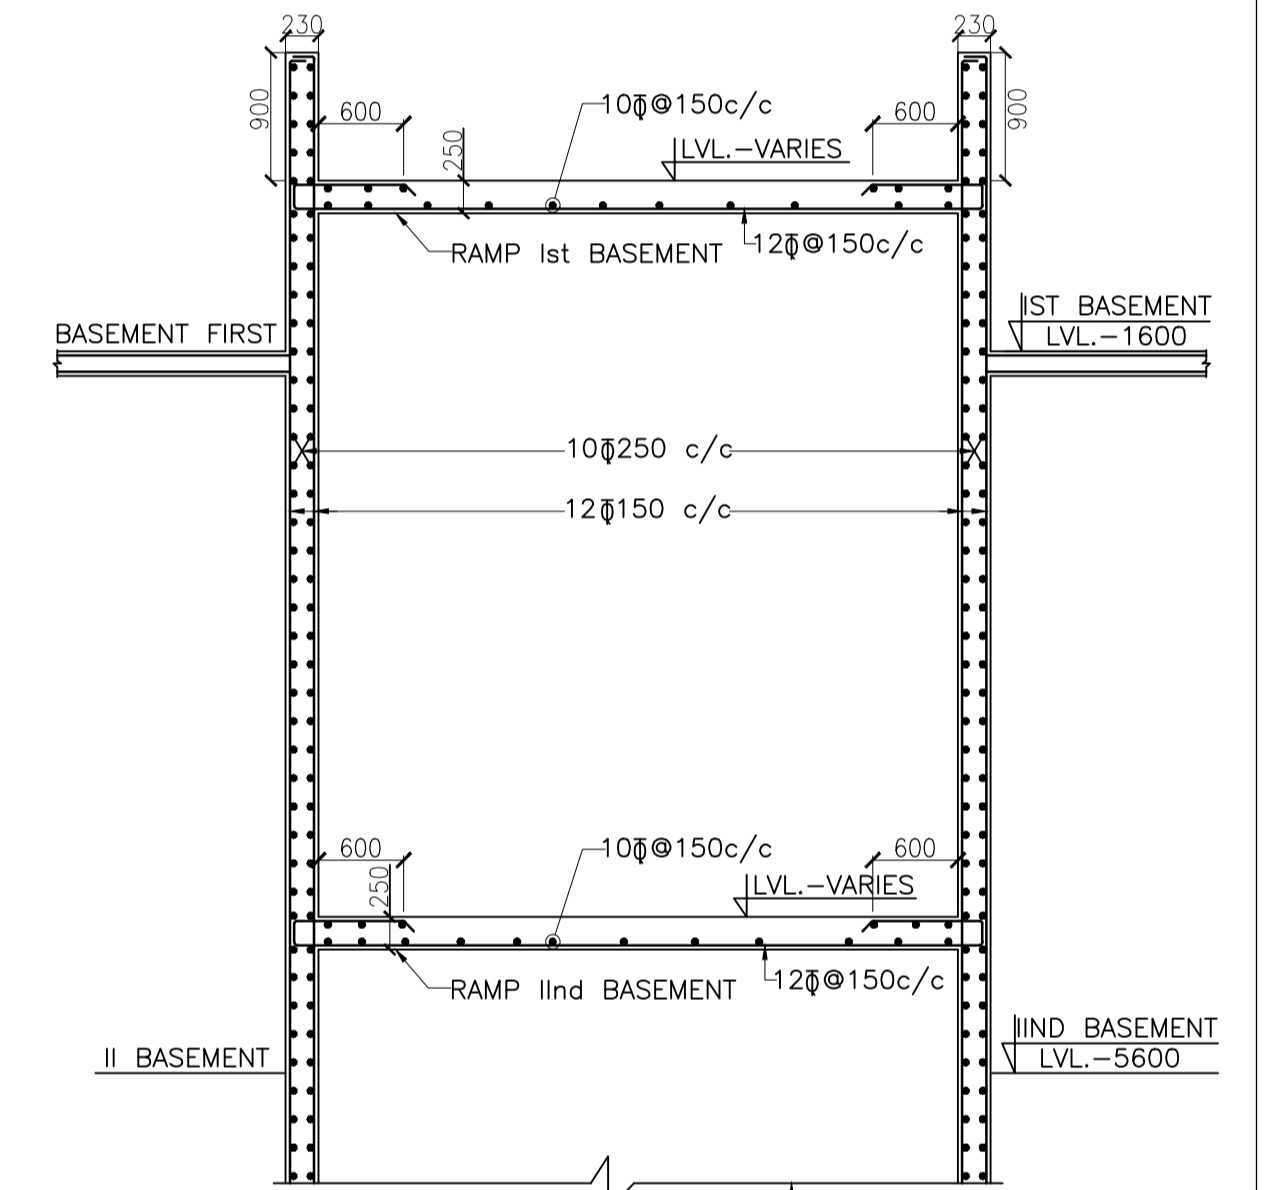 230
230
900
600
250
10ф@150c/c
LVL.-VARIES
600
900
RAMP Ist BASEMENT
12ф@150c/c
BASEMENT FIRST
IST BASEMENT
LVL.-1600
10ф250 c/c
12ф150 c/c
600
250
10ф@150c/c
LVL.-VARIES
600
RAMP IInd BASEMENT
12ф@150c/c
II BASEMENT
IIND BASEMENT
LVL.-5600